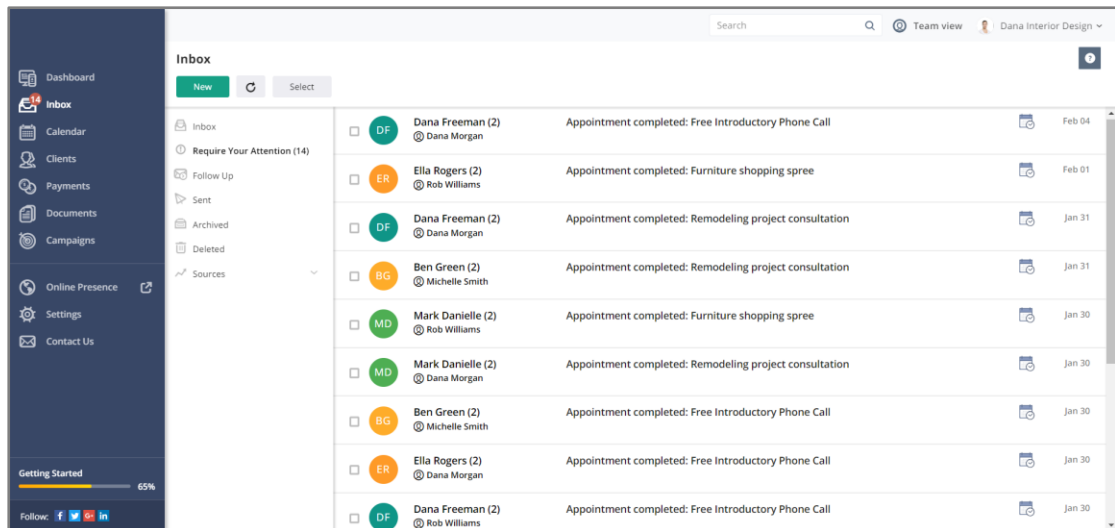 Search
Team view
Dana Interior Design
Inbox
New
Select
Dashboard
14
Inbox
Calendar
Clients
Payments
Documents
Campaigns
Online Presence
Settings
Contact Us
Getting Started
65%
Follow:
Inbox
Require Your Attention (14)
Follow Up
Sent
Archived
Deleted
Sources
DF Dana Freeman (2) Appointment completed: Free Introductory Phone Call Feb 04
Dana Morgan
ER Ella Rogers (2) Appointment completed: Furniture shopping spree Feb 01
Rob Williams
DF Dana Freeman (2) Appointment completed: Remodeling project consultation Jan 31
Dana Morgan
BG Ben Green (2) Appointment completed: Remodeling project consultation Jan 31
Michelle Smith
MD Mark Danielle (2) Appointment completed: Furniture shopping spree Jan 30
Rob Williams
MD Mark Danielle (2) Appointment completed: Remodeling project consultation Jan 30
Dana Morgan
BG Ben Green (2) Appointment completed: Free Introductory Phone Call Jan 30
Michelle Smith
ER Ella Rogers (2) Appointment completed: Free Introductory Phone Call Jan 30
Dana Morgan
DF Dana Freeman (2) Appointment completed: Free Introductory Phone Call Jan 30
Rob Williams